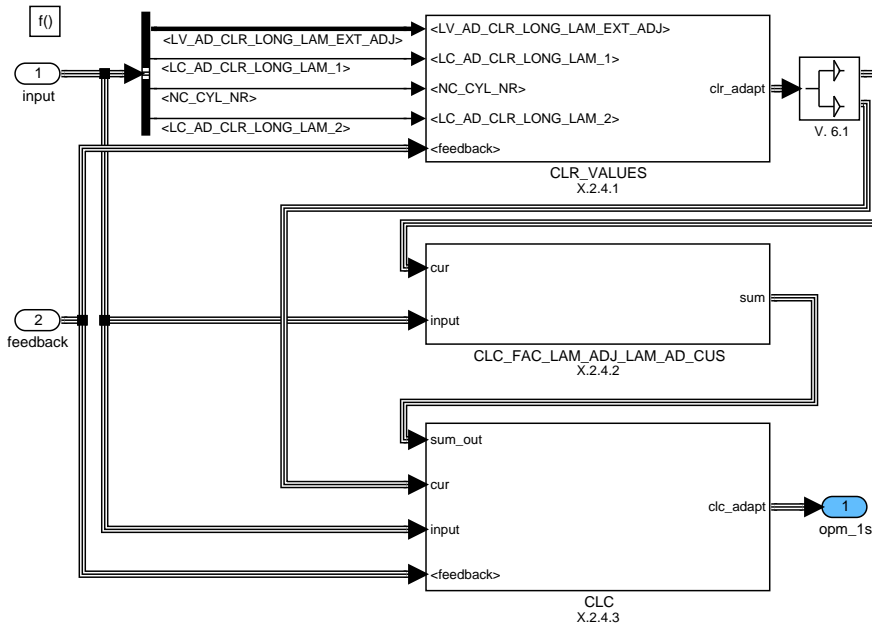 f()
1
input
<LV_AD_CLR_LONG_LAM_EXT_ADJ>
<LC_AD_CLR_LONG_LAM_1>
<NC_CYL_NR>
<LC_AD_CLR_LONG_LAM_2>
<LV_AD_CLR_LONG_LAM_EXT_ADJ>
<LC_AD_CLR_LONG_LAM_1>
<NC_CYL_NR>
<LC_AD_CLR_LONG_LAM_2>
<feedback>
clr_adapt
CLR_VALUES
X.2.4.1
V. 6.1
cur
input
sum
CLC_FAC_LAM_ADJ_LAM_AD_CUS
X.2.4.2
2
feedback
sum_out
cur
input
<feedback>
clc_adapt
CLC
X.2.4.3
1
opm_1s